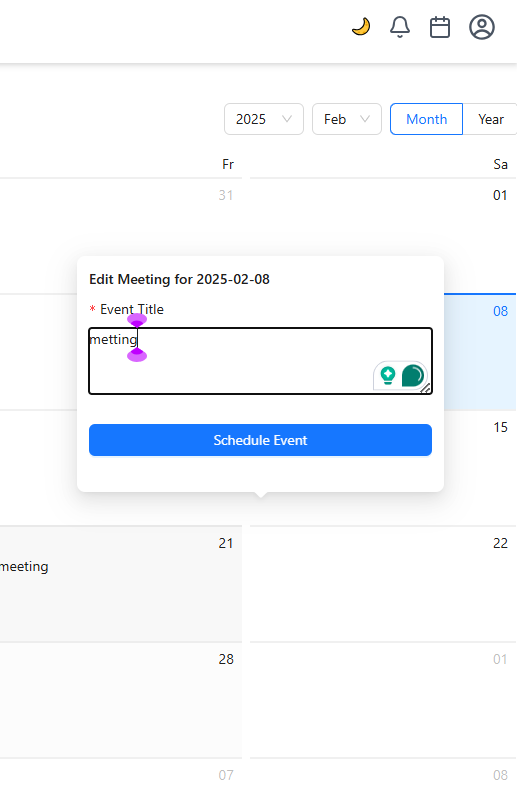 2025 Feb Month Year
Fr Sa
31 01
Edit Meeting for 2025-02-08
* Event Title
08
metting
15
Schedule Event
21 22
meeting
28 01
07 08